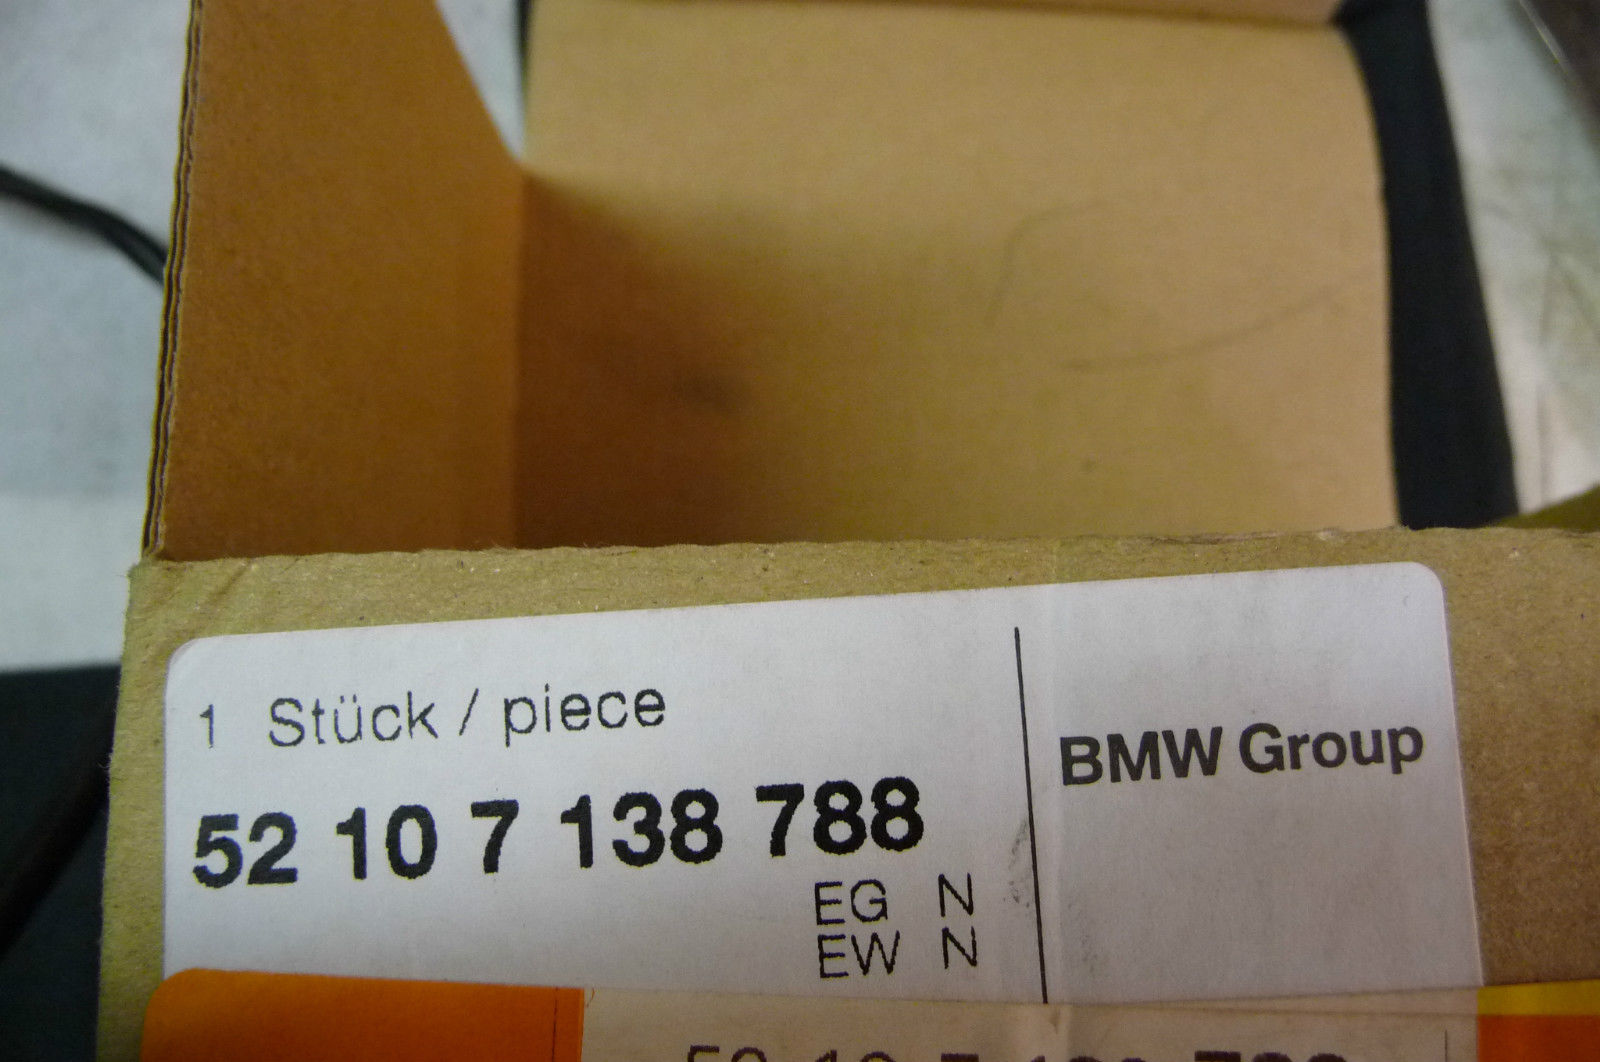 1 Stück / piece
BMW Group
52 10 7 138 788
EG N
EW N